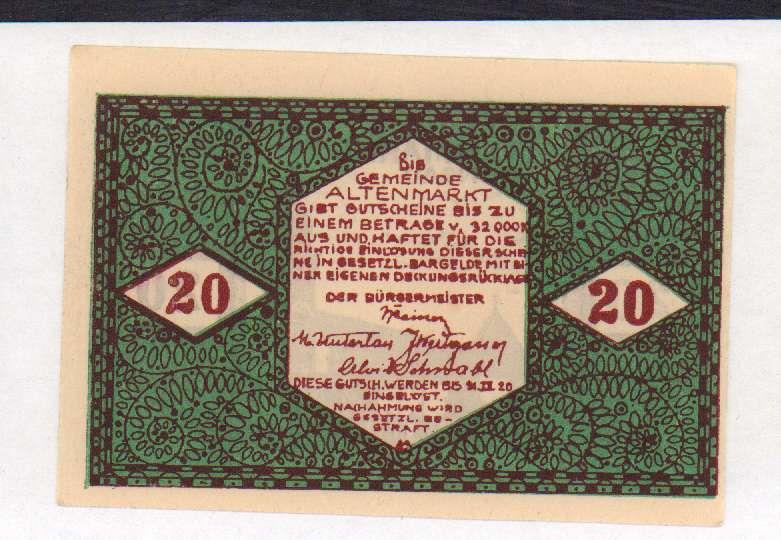 Die
GEMEINDE
ALTENMARKT
GIBT GUTSCHEINE BIS ZU
EINEM BETRAGE v. 32000K
AUS UND HAFTET FÜR DIE
RICHTIGE EINLÖSUNG DIESER SCHEI
NE IN GESETZL. BARGELDE MIT EI
NER EIGENEN DECKUNGSRÜCKLAGE
20
20
DER BÜRGERMEISTER
DIESE GUTSCH. WERDEN BIS 31.XII 20
EINGELÖST.
NACHAHMUNG WIRD
GESETZL. BE-
STRAFT.